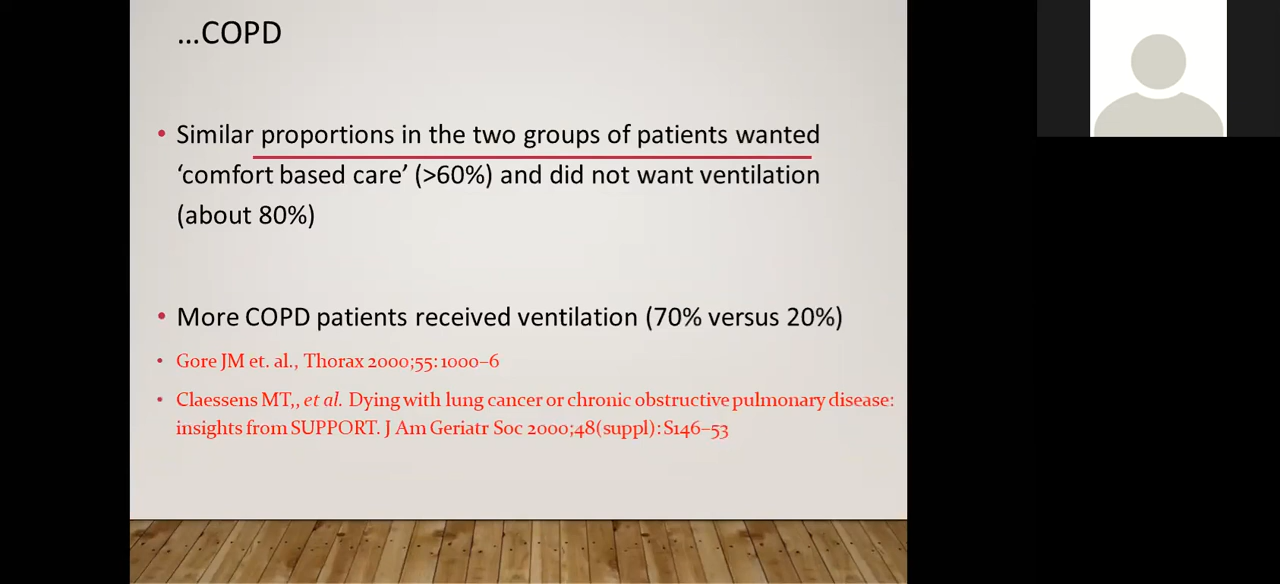 ...COPD
• Similar proportions in the two groups of patients wanted
‘comfort based care’ (>60%) and did not want ventilation
(about 80%)
• More COPD patients received ventilation (70% versus 20%)
• Gore JM et. al., Thorax 2000;55:1000–6
• Claessens MT,, et al. Dying with lung cancer or chronic obstructive pulmonary disease:
insights from SUPPORT. J Am Geriatr Soc 2000;48(suppl):S146–53